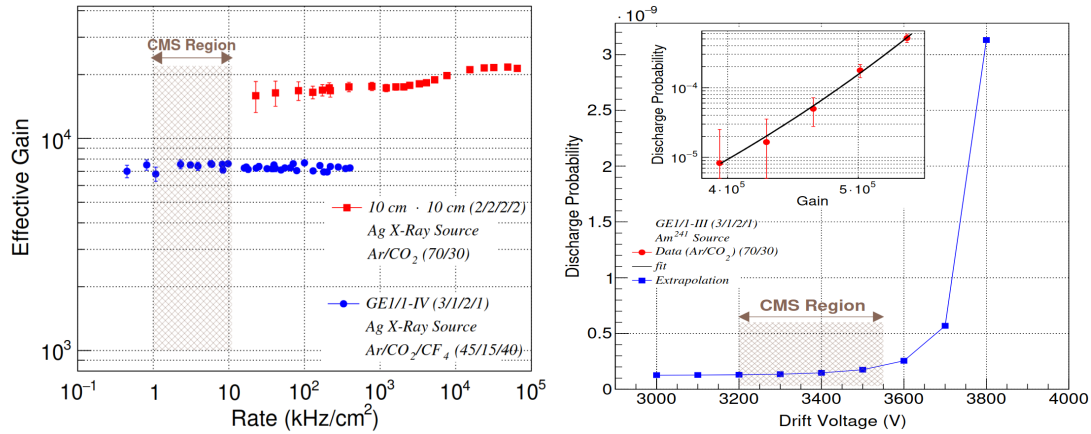 Effective Gain
10⁴
10³
CMS Region
10 cm · 10 cm (2/2/2/2)
Ag X-Ray Source
Ar/CO₂ (70/30)
GE1/1-IV (3/1/2/1)
Ag X-Ray Source
Ar/CO₂/CF₄ (45/15/40)
10⁻¹ 1 10 10² 10³ 10⁴ 10⁵
Rate (kHz/cm²)
·10⁻⁹
Discharge Probability
3
2.5
2
1.5
1
0.5
0
Discharge Probability
10⁻⁴
10⁻⁵
4·10⁵ 5·10⁵
Gain
GE1/1-III (3/1/2/1)
Am²⁴¹ Source
Data (Ar/CO₂) (70/30)
fit
Extrapolation
CMS Region
3000 3200 3400 3600 3800 4000
Drift Voltage (V)